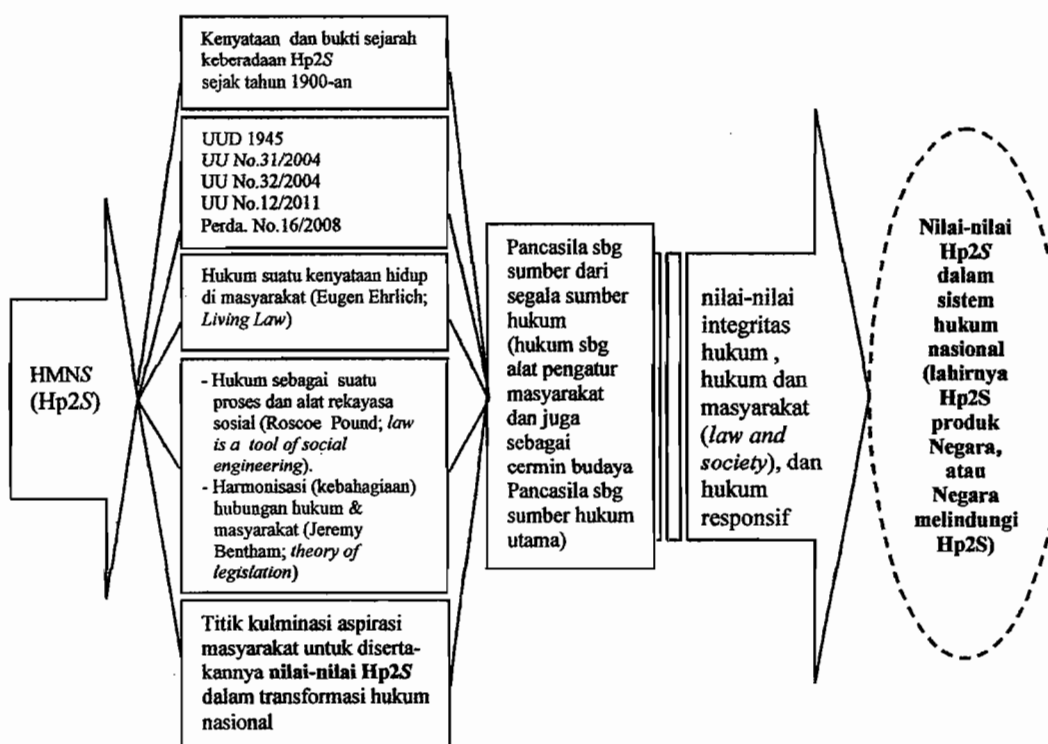 HMNS
(Hp2S)
Kenyataan dan bukti sejarah
keberadaan Hp2S
sejak tahun 1900-an
UUD 1945
UU No.31/2004
UU No.32/2004
UU No.12/2011
Perda. No.16/2008
Hukum suatu kenyataan hidup
di masyarakat (Eugen Ehrlich;
Living Law)
- Hukum sebagai suatu
proses dan alat rekayasa
sosial (Roscoe Pound; law
is a tool of social
engineering).
- Harmonisasi (kebahagiaan)
hubungan hukum &
masyarakat (Jeremy
Bentham; theory of
legislation)
Titik kulminasi aspirasi
masyarakat untuk diserta-
kannya nilai-nilai Hp2S
dalam transformasi hukum
nasional
Pancasila sbg
sumber dari
segala sumber
hukum
(hukum sbg
alat pengatur
masyarakat
dan juga
sebagai
cermin budaya
Pancasila sbg
sumber hukum
utama)
nilai-nilai
integritas
hukum ,
hukum dan
masyarakat
(law and
society), dan
hukum
responsif
Nilai-nilai
Hp2S
dalam
sistem
hukum
nasional
(lahirnya
Hp2S
produk
Negara,
atau
Negara
melindungi
Hp2S)